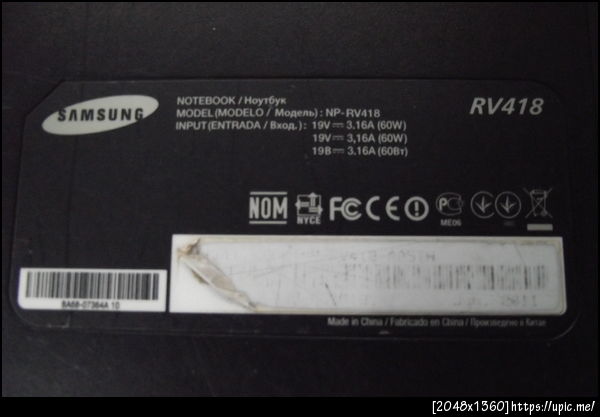 SAMSUNG
NOTEBOOK / Ноутбук
MODEL (MODELO / Модель) : NP-RV418
INPUT (ENTRADA / Вход.) : 19V⎓ 3.16A (60W)
19V⎓ 3,16A (60W)
19В⎓ 3.16A (60Вт)
RV418
NOM
NYCE
FC CE
ME06
BA68-07364A 10
Made in China / Fabricado en China / Произведено в Китае
[2048x1360]https://upic.me/